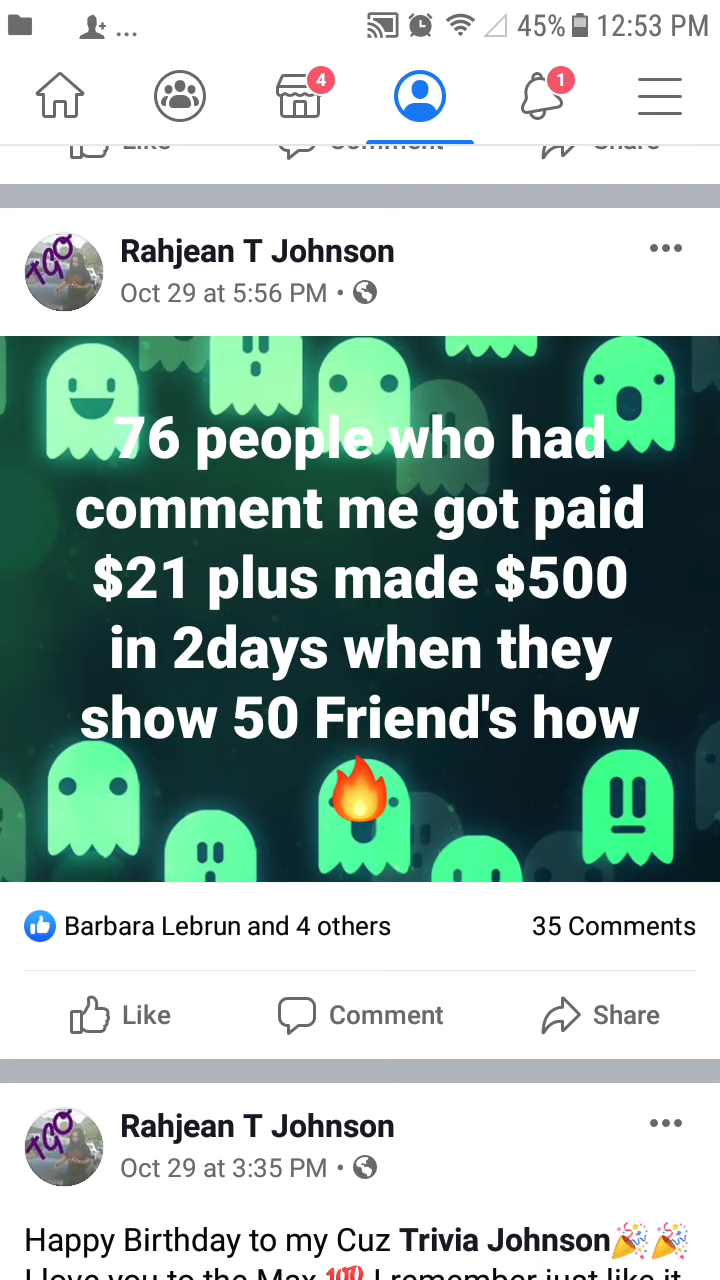 ... 45% 12:53 PM
4 1
Like Comment Share
Rahjean T Johnson
Oct 29 at 5:56 PM •
76 people who had
comment me got paid
$21 plus made $500
in 2days when they
show 50 Friend's how
🔥
Barbara Lebrun and 4 others 35 Comments
Like Comment Share
TGO
Rahjean T Johnson
Oct 29 at 3:35 PM •
Happy Birthday to my Cuz Trivia Johnson🎉🎉
I love you to the Max 💯 I remember just like it